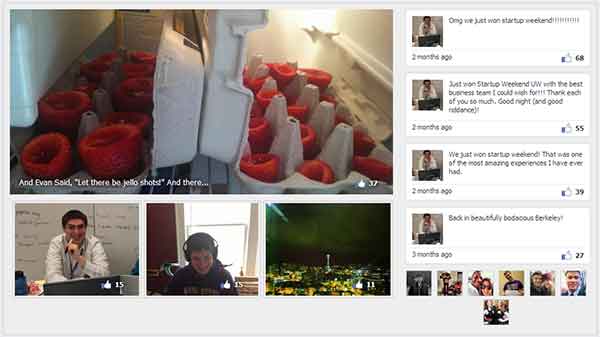 And Evan Said, "Let there be jello shots!" And there...
37
15
15
11
Omg we just won startup weekend!!!!!!!!!!!
2 months ago
68
Just won Startup Weekend UW with the best
business team I could wish for!!! Thank each
of you so much. Good night (and good
riddance)!
2 months ago
55
We just won startup weekend! That was one
of the most amazing experiences I have ever
had.
2 months ago
39
Back in beautifully bodacious Berkeley!
3 months ago
27